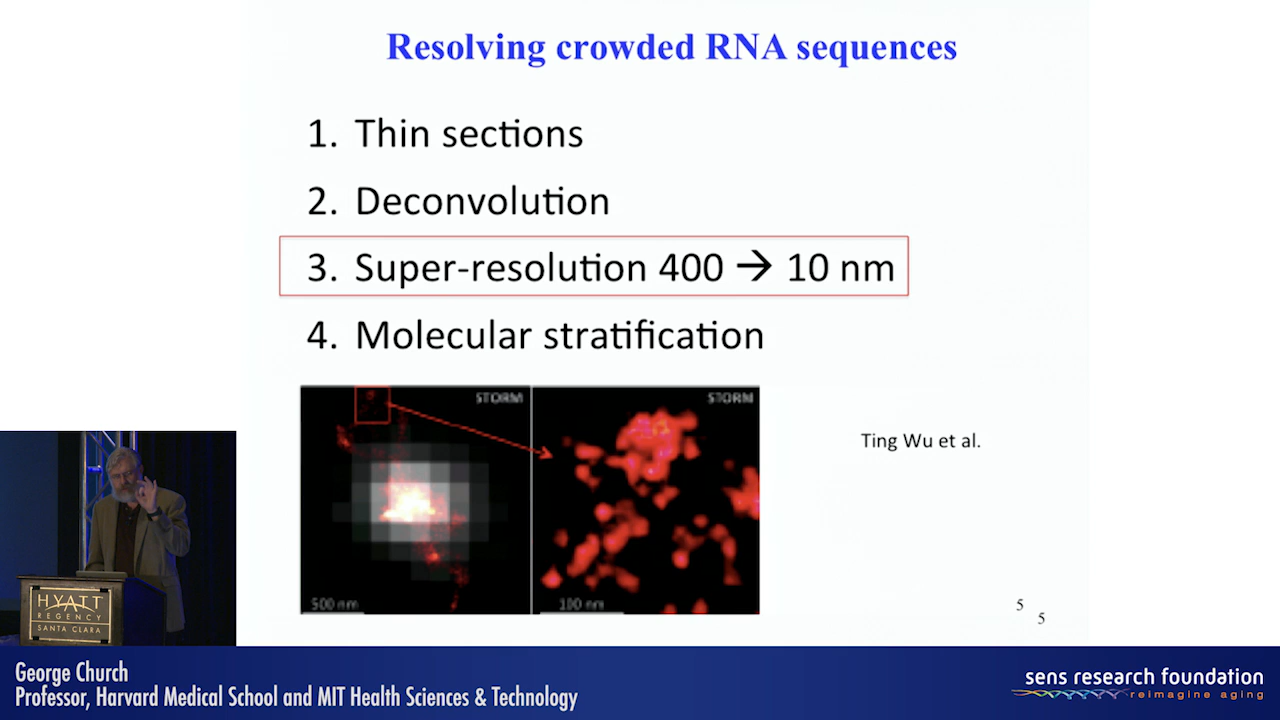 Resolving crowded RNA sequences
1. Thin sections
2. Deconvolution
3. Super-resolution 400 → 10 nm
4. Molecular stratification
STORM
STORM
500 nm
100 nm
Ting Wu et al.
5
5
HYATT
REGENCY
SANTA CLARA
George Church
Professor, Harvard Medical School and MIT Health Sciences & Technology
sens research foundation
reimagine aging